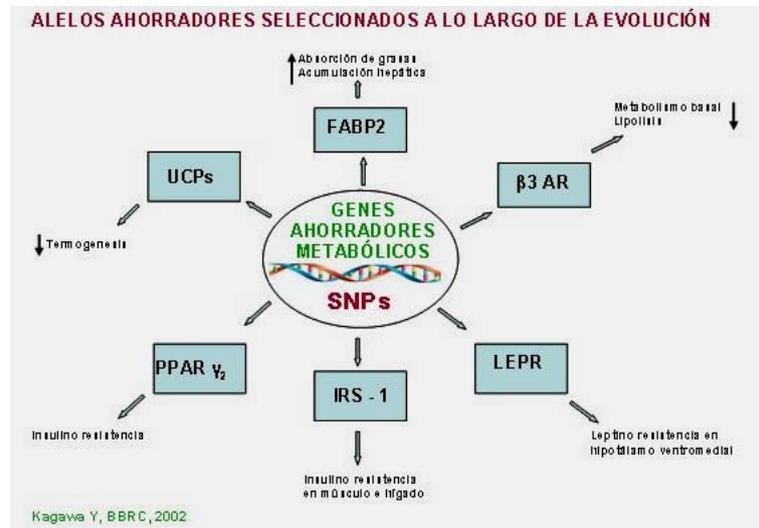 ALELOS AHORRADORES SELECCIONADOS A LO LARGO DE LA EVOLUCIÓN
Absorción de grasas
Acumulación hepática
FABP2
Metabolismo basal
Lipolisis
UCPs
β3 AR
GENES
AHORRADORES
METABÓLICOS
SNPs
Termogenesis
PPAR γ2
IRS - 1
LEPR
Insulino resistencia
Leptino resistencia en
hipotálamo ventromedial
Insulino resistencia
en músculo e hígado
Kagawa Y, BBRC, 2002